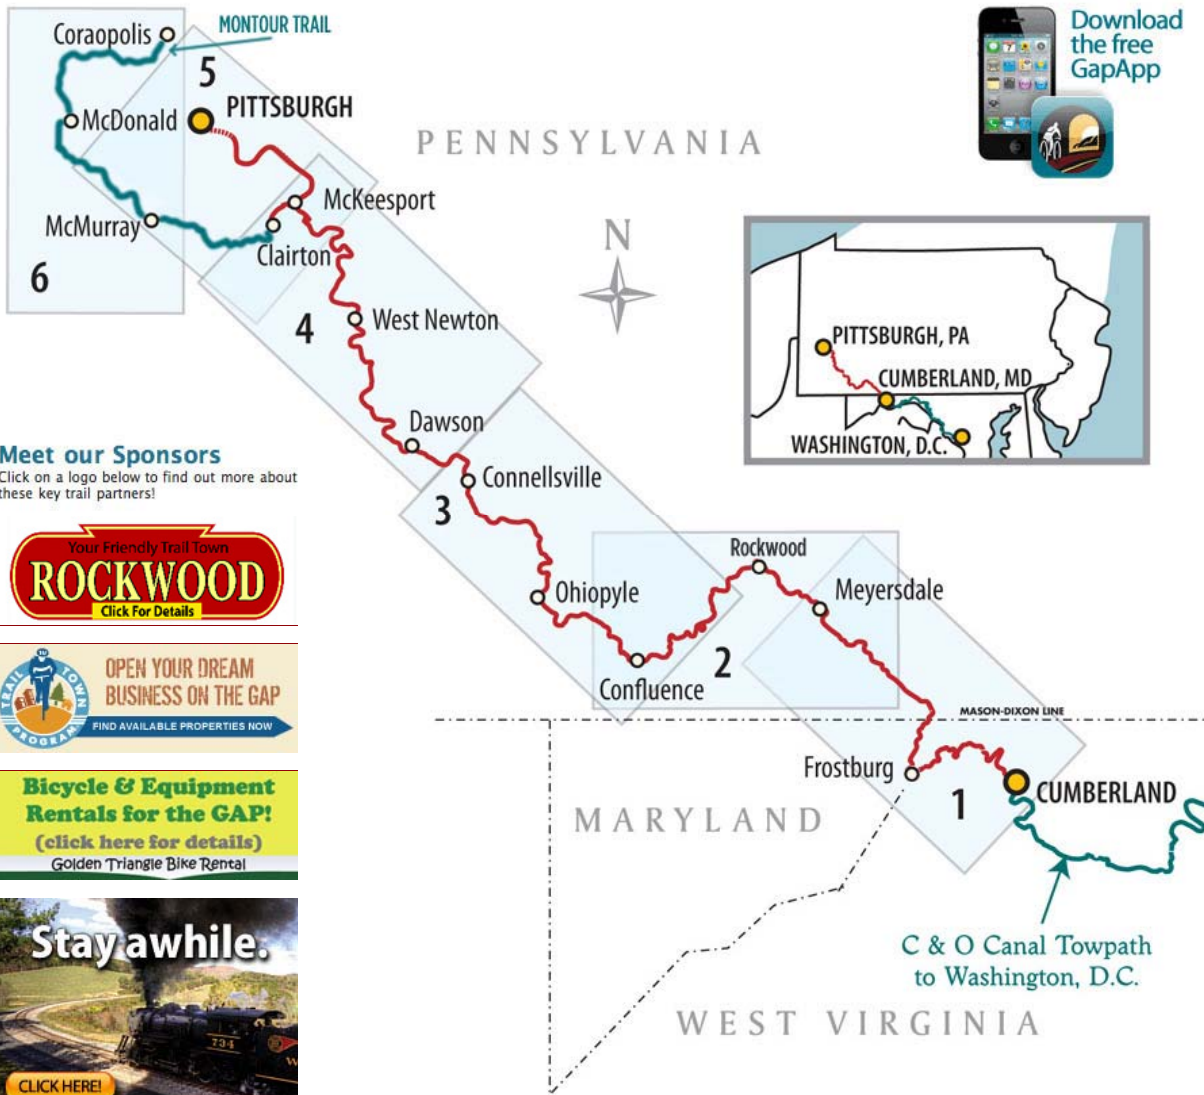 Coraopolis
MONTOUR TRAIL
5
McDonald
PITTSBURGH
McMurray
6
McKeesport
Clairton
4
West Newton
Dawson
Connellsville
3
Ohiopyle
Confluence
2
Rockwood
Meyersdale
MASON-DIXON LINE
Frostburg
1
CUMBERLAND
C & O Canal Towpath
to Washington, D.C.
PENNSYLVANIA
N
MARYLAND
WEST VIRGINIA
Download
the free
GapApp
PITTSBURGH, PA
CUMBERLAND, MD
WASHINGTON, D.C.
Meet our Sponsors
Click on a logo below to find out more about
these key trail partners!
Your Friendly Trail Town
ROCKWOOD
Click For Details
TRAIL TOWN
PROGRAM
OPEN YOUR DREAM
BUSINESS ON THE GAP
FIND AVAILABLE PROPERTIES NOW
Bicycle & Equipment
Rentals for the GAP!
(click here for details)
Golden Triangle Bike Rental
Stay awhile.
734
W
CLICK HERE!